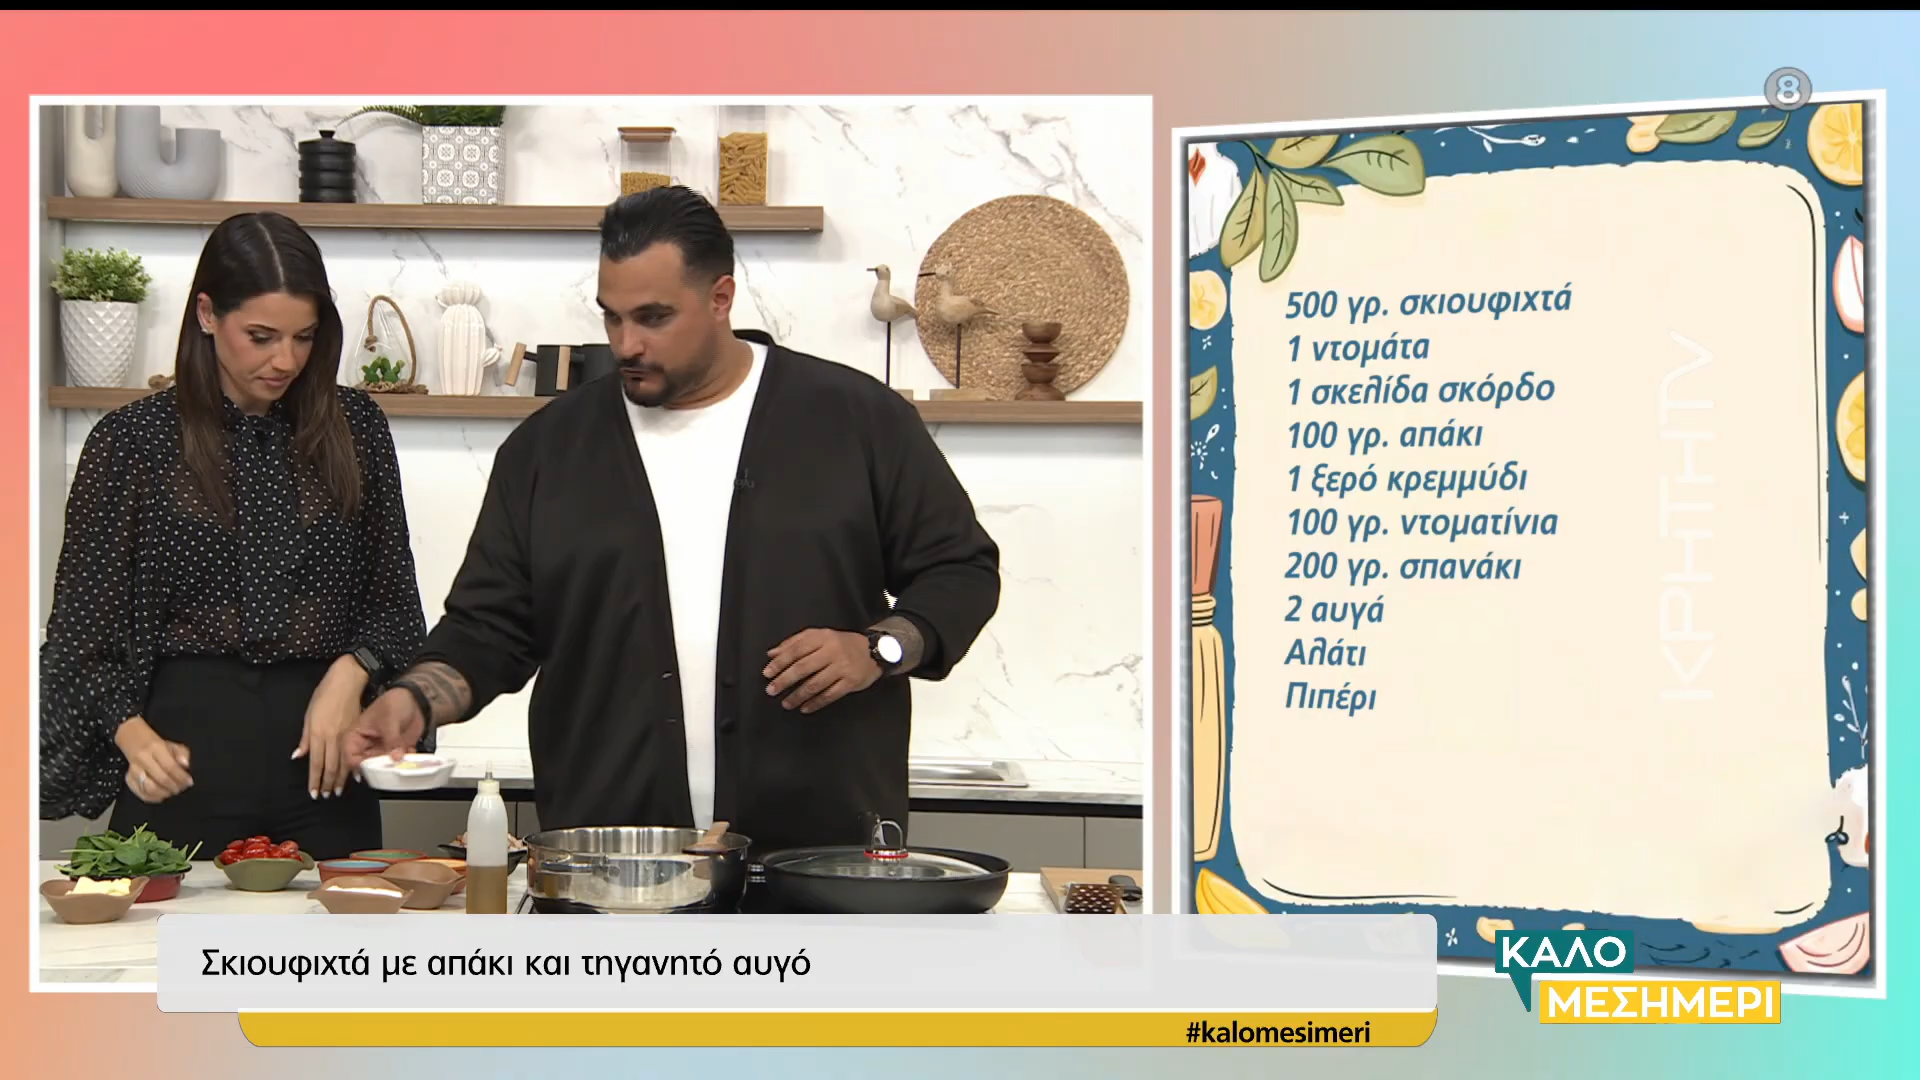 8
500 γρ. σκιουφιχτά
1 ντομάτα
1 σκελίδα σκόρδο
100 γρ. απάκι
1 ξερό κρεμμύδι
100 γρ. ντοματίνια
200 γρ. σπανάκι
2 αυγά
Αλάτι
Πιπέρι
ΚΡΗΤΗTV
Σκιουφιχτά με απάκι και τηγανητό αυγό
#kalomesimeri
ΚΑΛΟ
ΜΕΣΗΜΕΡΙ